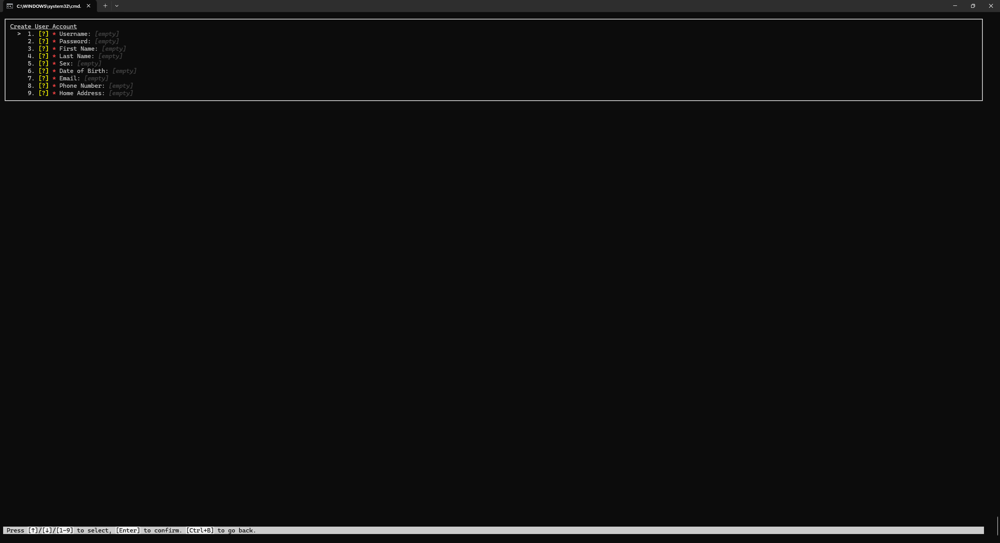 C:\WINDOWS\system32\cmd.
Create User Account
> 1. [?] * Username: [empty]
2. [?] * Password: [empty]
3. [?] * First Name: [empty]
4. [?] * Last Name: [empty]
5. [?] * Sex: [empty]
6. [?] * Date of Birth: [empty]
7. [?] * Email: [empty]
8. [?] * Phone Number: [empty]
9. [?] * Home Address: [empty]
Press [↑]/[↓]/[1-9] to select, [Enter] to confirm. [Ctrl+B] to go back.